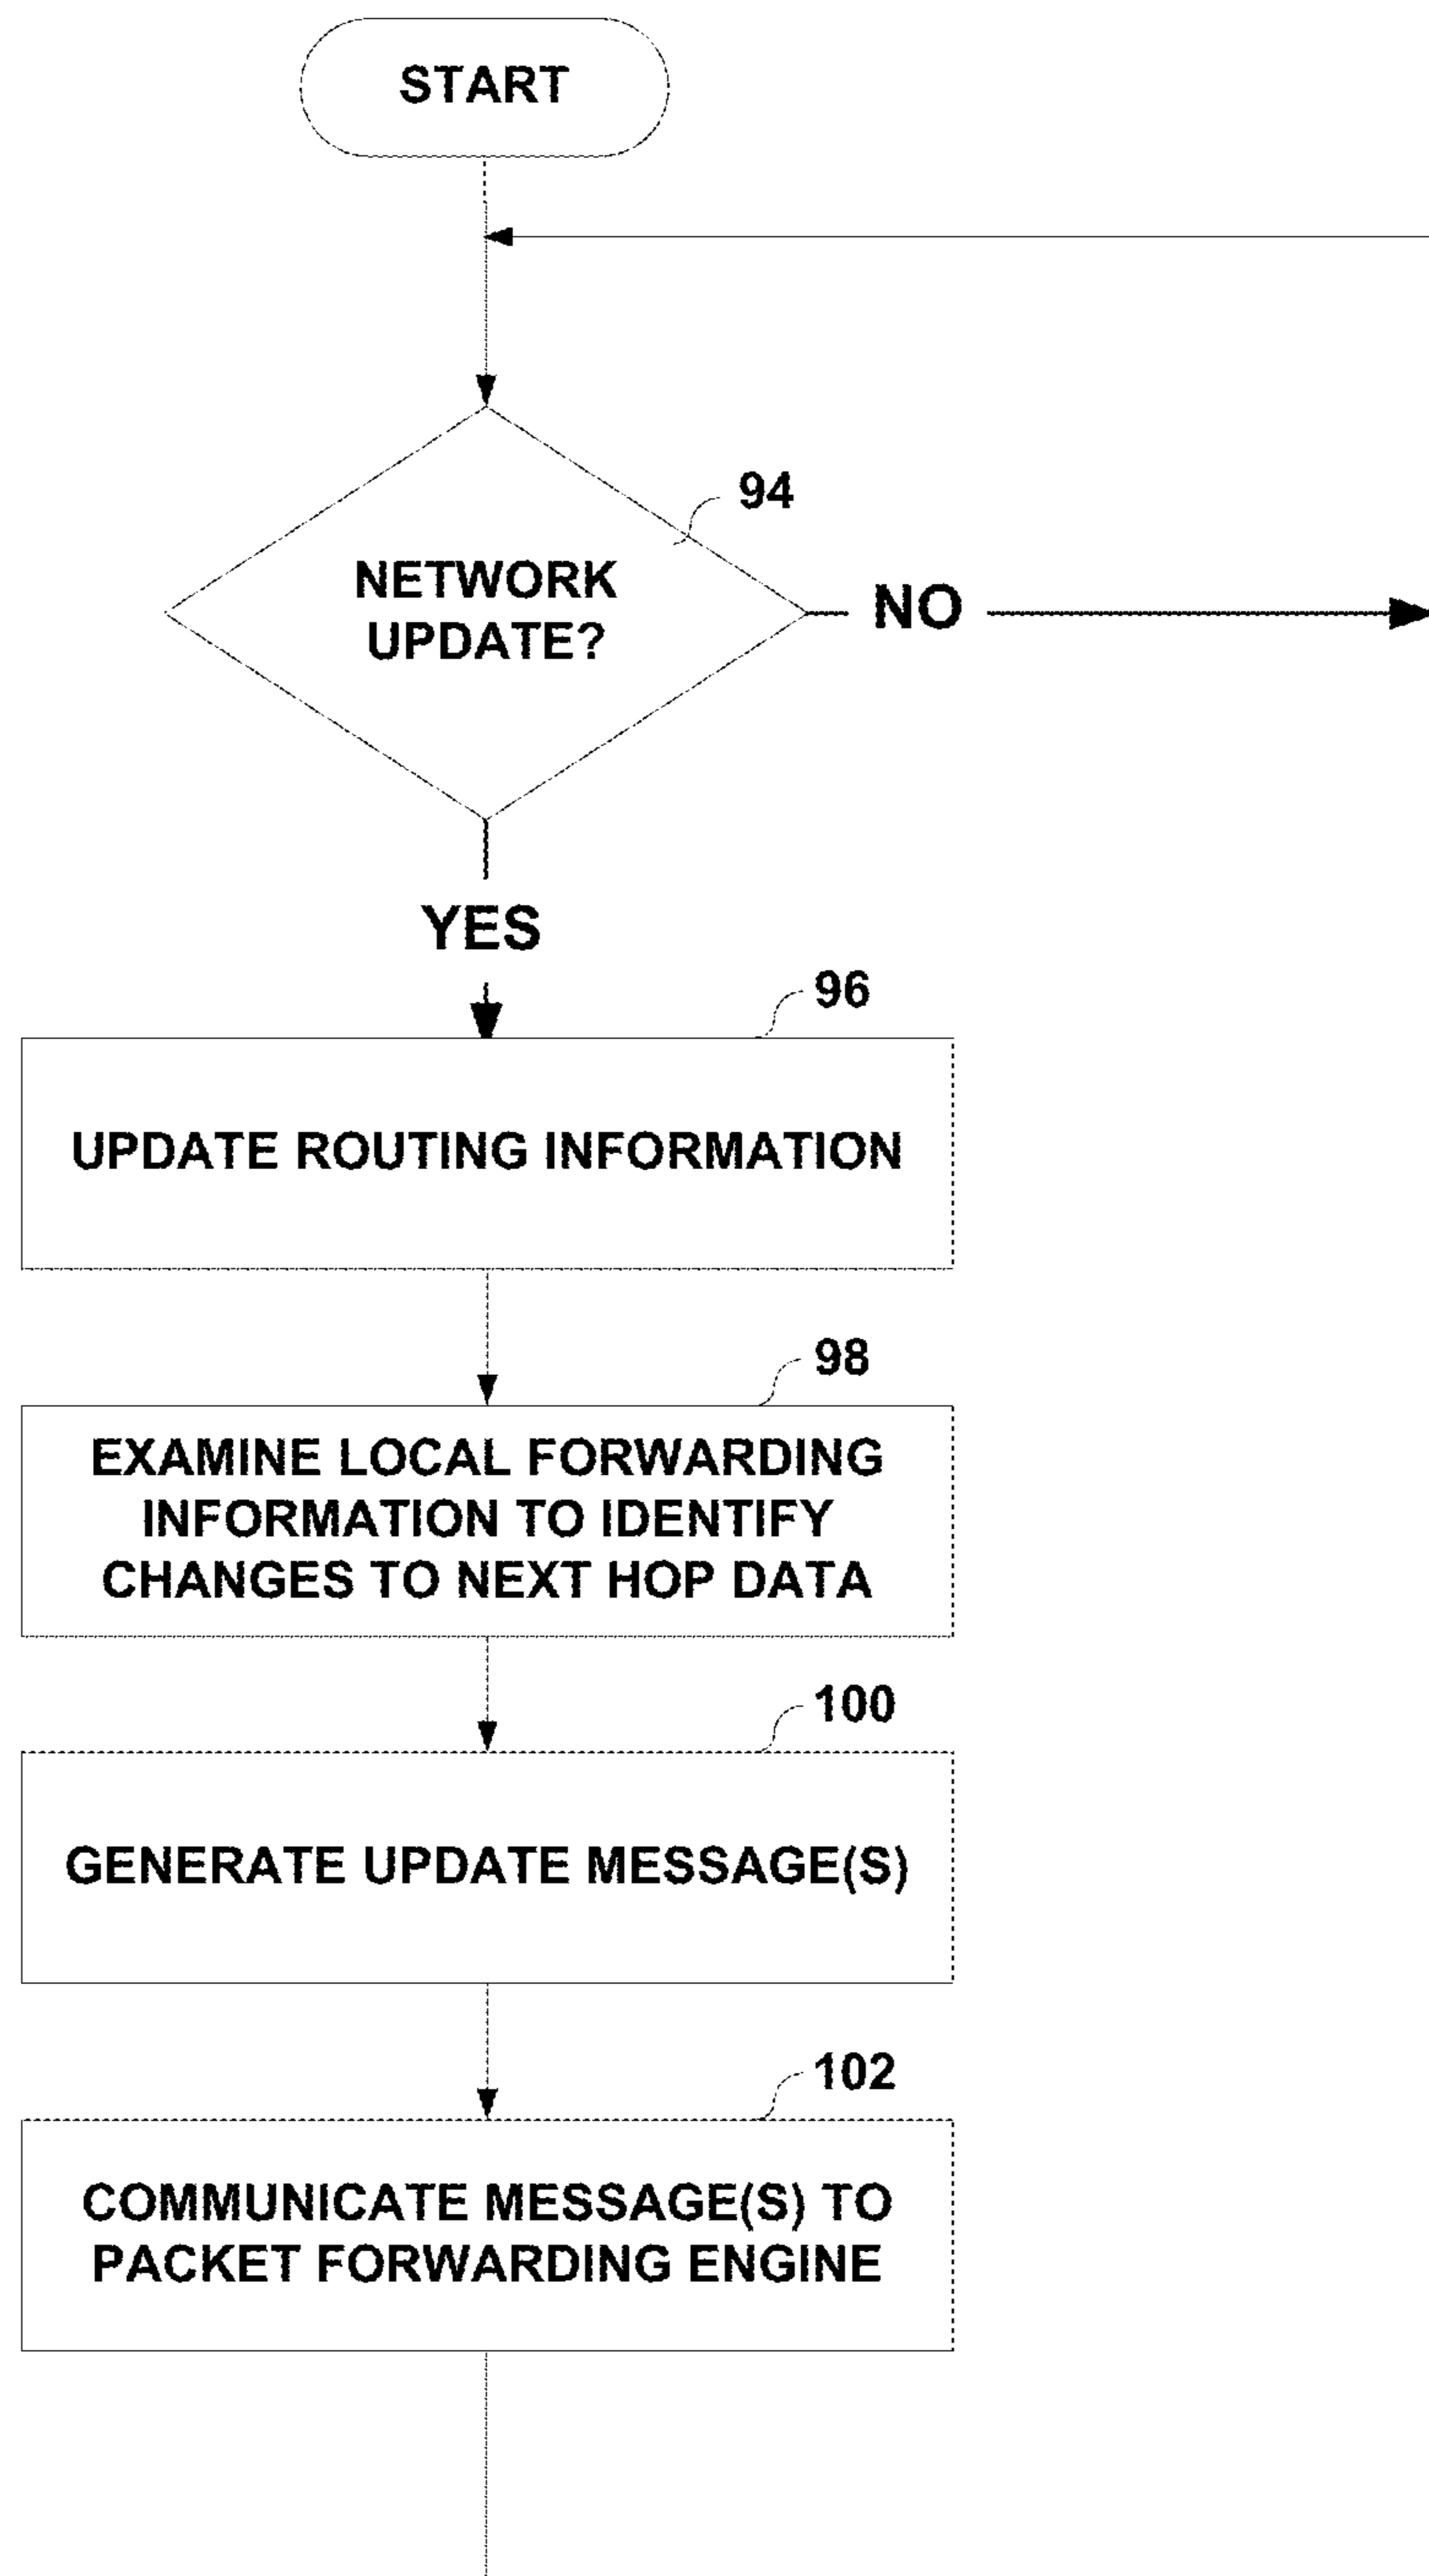 START
94
NETWORK
UPDATE?
NO
YES
96
UPDATE ROUTING INFORMATION
98
EXAMINE LOCAL FORWARDING
INFORMATION TO IDENTIFY
CHANGES TO NEXT HOP DATA
100
GENERATE UPDATE MESSAGE(S)
102
COMMUNICATE MESSAGE(S) TO
PACKET FORWARDING ENGINE